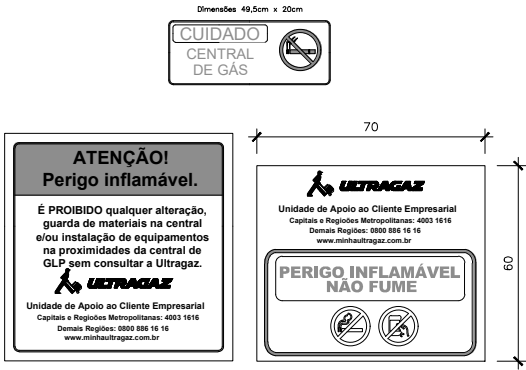 Dimensões 49,5cm x 20cm
CUIDADO
CENTRAL
DE GÁS
ATENÇÃO!
Perigo inflamável.
É PROIBIDO qualquer alteração,
guarda de materiais na central
e/ou instalação de equipamentos
na proximidades da central de
GLP sem consultar a Ultragaz.
ULTRAGAZ
Unidade de Apoio ao Cliente Empresarial
Capitais e Regiões Metropolitanas: 4003 1616
Demais Regiões: 0800 886 16 16
www.minhaultragaz.com.br
70
ULTRAGAZ
Unidade de Apoio ao Cliente Empresarial
Capitais e Regiões Metropolitanas: 4003 1616
Demais Regiões: 0800 886 16 16
www.minhaultragaz.com.br
PERIGO INFLAMÁVEL
NÃO FUME
60